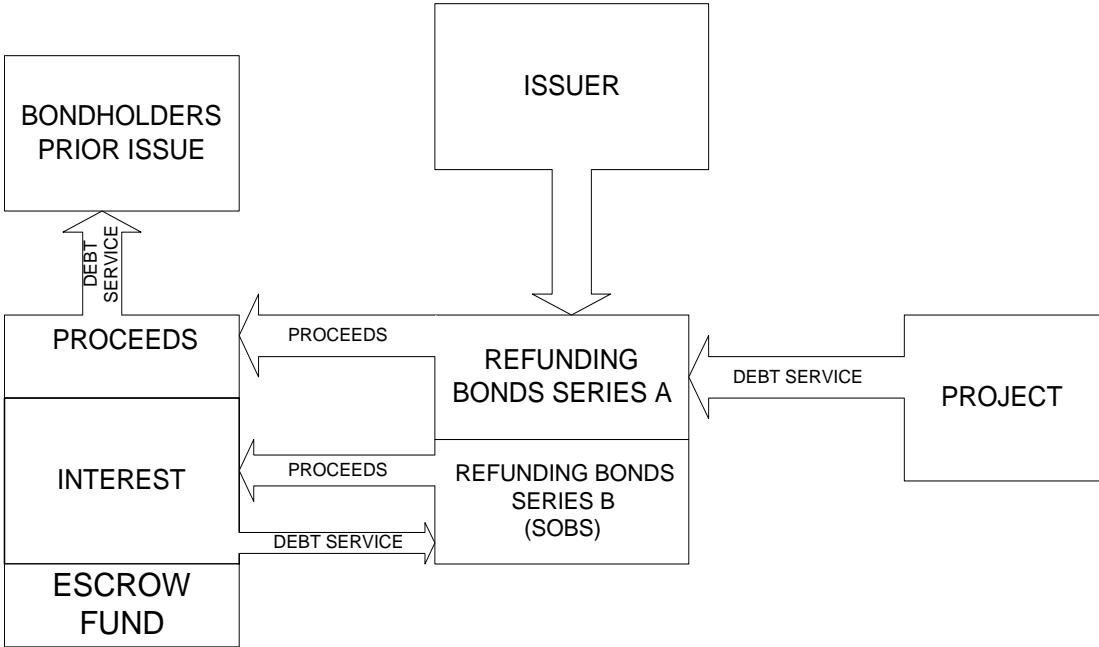 ISSUER
BONDHOLDERS
PRIOR ISSUE
DEBT
SERVICE
PROCEEDS
PROCEEDS
REFUNDING
BONDS SERIES A
DEBT SERVICE
PROJECT
INTEREST
PROCEEDS
REFUNDING BONDS
SERIES B
(SOBS)
DEBT SERVICE
ESCROW
FUND